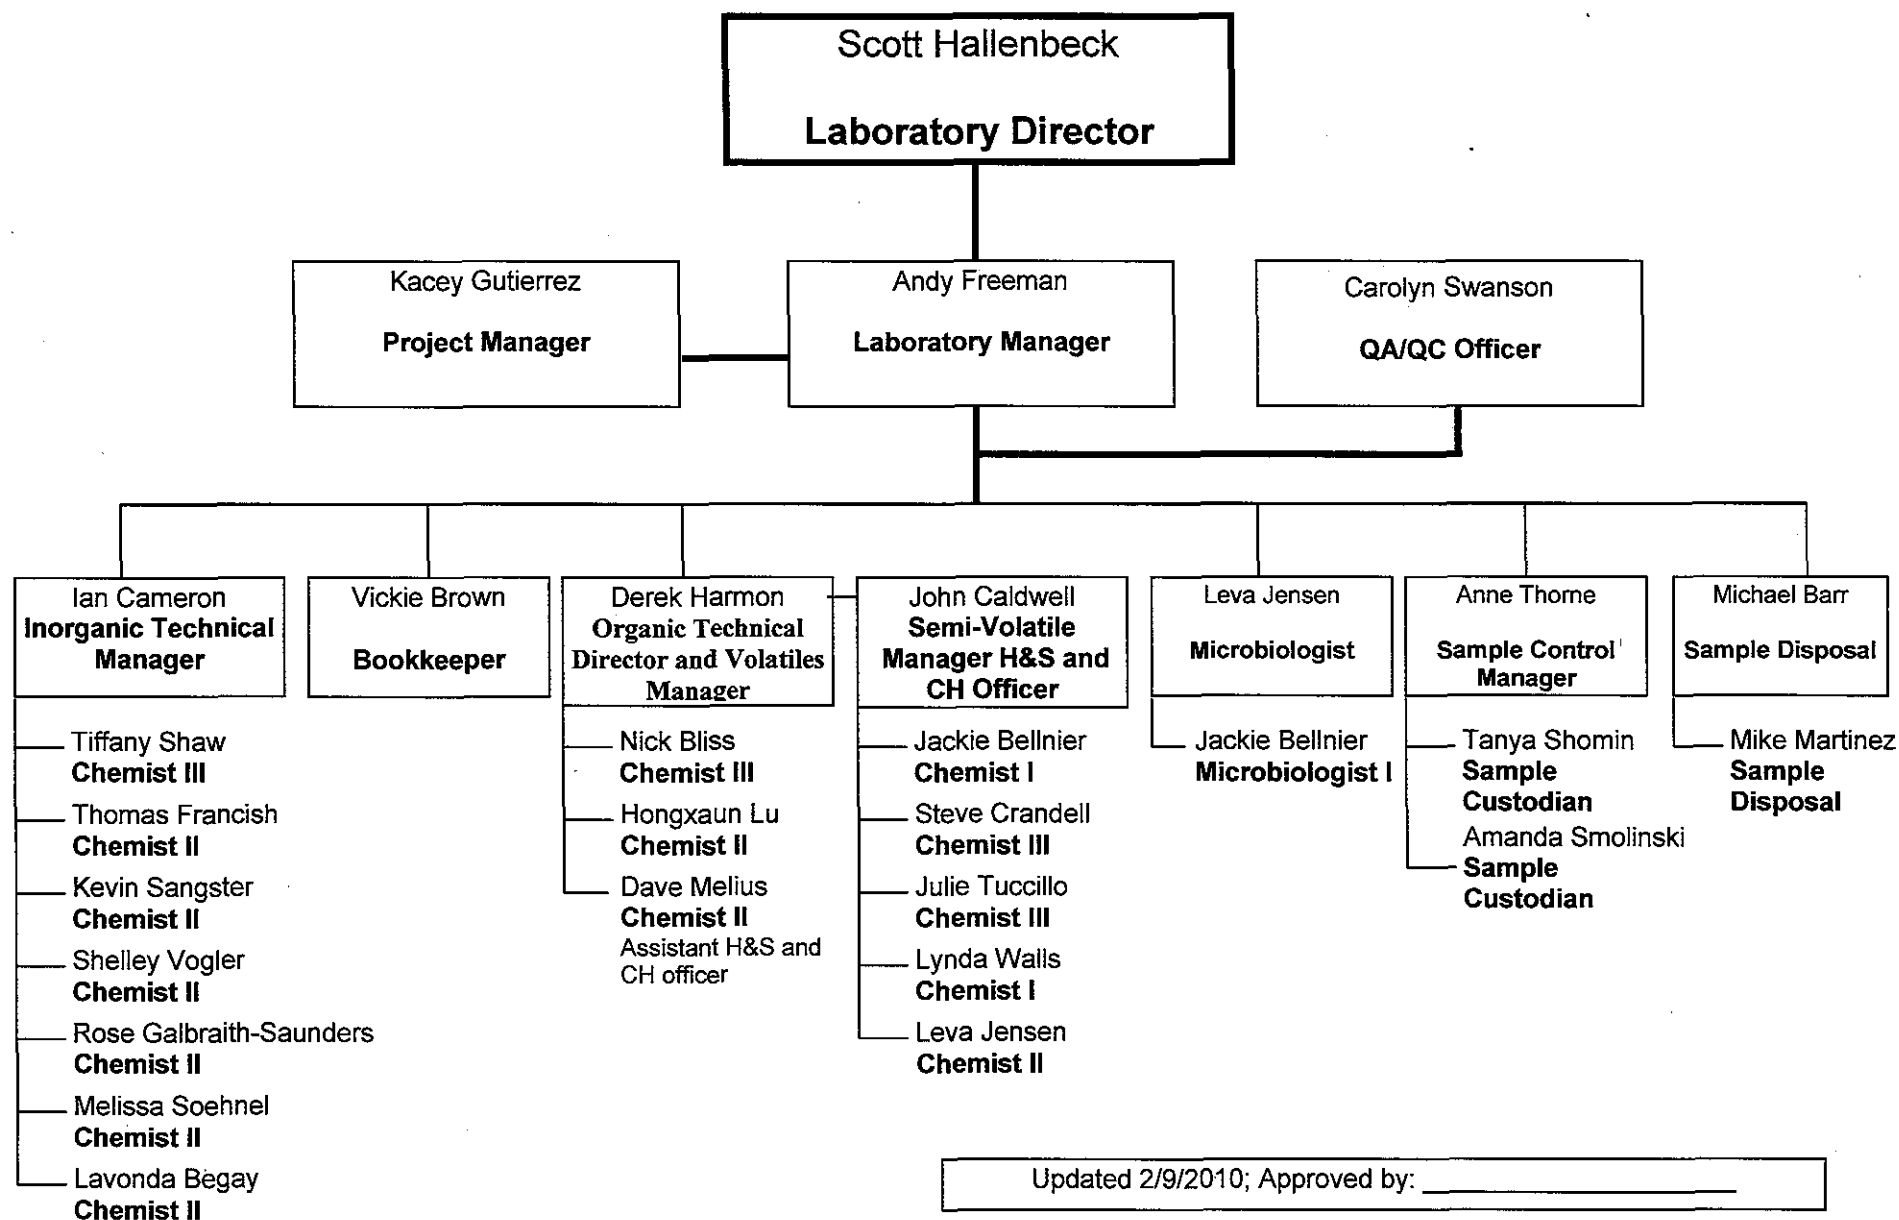 Scott Hallenbeck
Laboratory Director
Kacey Gutierrez
Project Manager
Andy Freeman
Laboratory Manager
Carolyn Swanson
QA/QC Officer
Ian Cameron
Inorganic Technical
Manager
Vickie Brown
Bookkeeper
Derek Harmon
Organic Technical
Director and Volatiles
Manager
John Caldwell
Semi-Volatile
Manager H&S and
CH Officer
Leva Jensen
Microbiologist
Anne Thorne
Sample Control
Manager
Michael Barr
Sample Disposal
Tiffany Shaw
Chemist III
Thomas Francish
Chemist II
Kevin Sangster
Chemist II
Shelley Vogler
Chemist II
Rose Galbraith-Saunders
Chemist II
Melissa Soehnel
Chemist II
Lavonda Begay
Chemist II
Nick Bliss
Chemist III
Hongxaun Lu
Chemist II
Dave Melius
Chemist II
Assistant H&S and
CH officer
Jackie Bellnier
Chemist I
Steve Crandell
Chemist III
Julie Tuccillo
Chemist III
Lynda Walls
Chemist I
Leva Jensen
Chemist II
Jackie Bellnier
Microbiologist I
Tanya Shomin
Sample
Custodian
Amanda Smolinski
Sample
Custodian
Mike Martinez
Sample
Disposal
Updated 2/9/2010; Approved by: